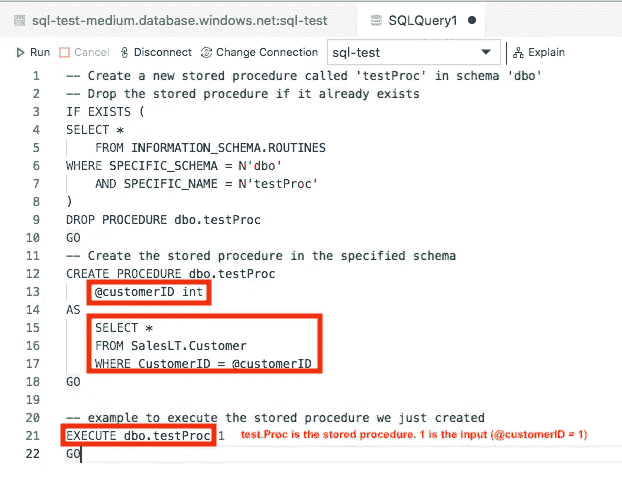 sql-test-medium.database.windows.net:sql-test SQLQuery1
Run Cancel Disconnect Change Connection sql-test Explain
1 -- Create a new stored procedure called 'testProc' in schema 'dbo'
2 -- Drop the stored procedure if it already exists
3 IF EXISTS (
4 SELECT *
5 FROM INFORMATION_SCHEMA.ROUTINES
6 WHERE SPECIFIC_SCHEMA = N'dbo'
7 AND SPECIFIC_NAME = N'testProc'
8 )
9 DROP PROCEDURE dbo.testProc
10 GO
11 -- Create the stored procedure in the specified schema
12 CREATE PROCEDURE dbo.testProc
13 @customerID int
14 AS
15 SELECT *
16 FROM SalesLT.Customer
17 WHERE CustomerID = @customerID
18 GO
19
20 -- example to execute the stored procedure we just created
21 EXECUTE dbo.testProc 1 test.Proc is the stored procedure. 1 is the input (@customerID = 1)
22 GO